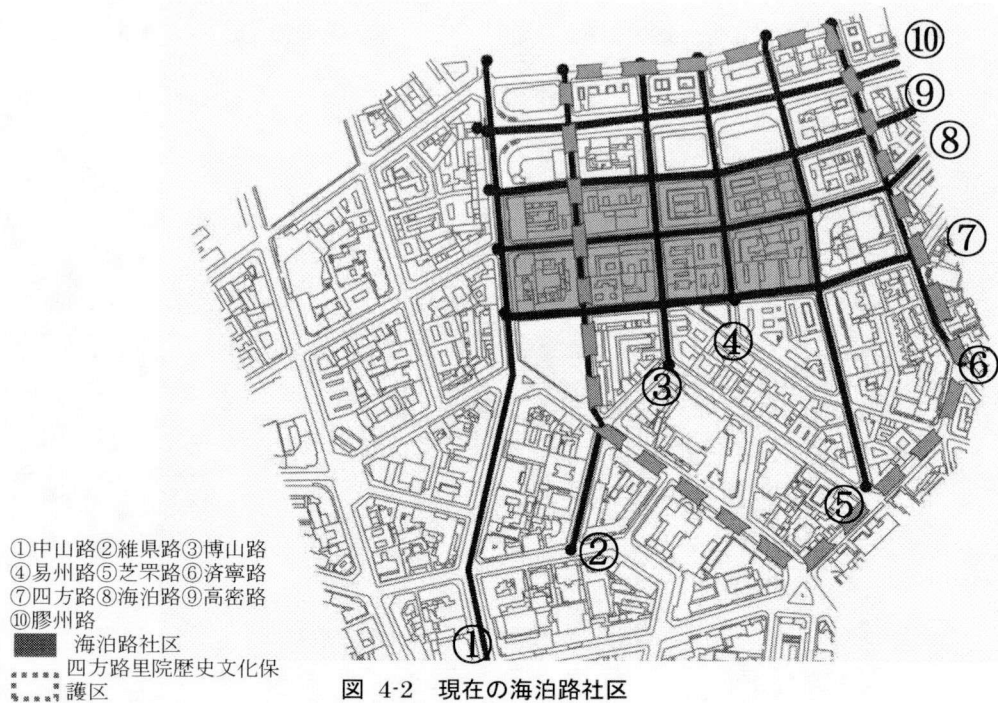 ⑩
⑨
⑧
⑦
④
③
⑥
⑤
②
①
①中山路②維県路③博山路
④易州路⑤芝罘路⑥済寧路
⑦四方路⑧海泊路⑨高密路
⑩膠州路
海泊路社区
四方路里院歴史文化保
護区
図 4-2 現在の海泊路社区